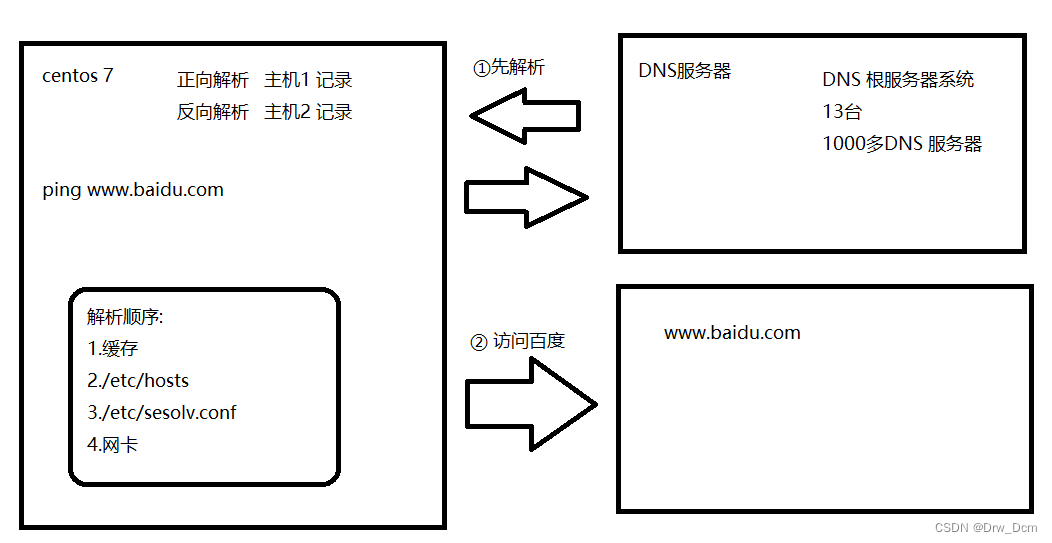 centos 7
正向解析 主机1 记录
反向解析 主机2 记录
ping www.baidu.com
解析顺序:
1.缓存
2./etc/hosts
3./etc/sesolv.conf
4.网卡
①先解析
② 访问百度
DNS服务器
DNS 根服务器系统
13台
1000多DNS 服务器
www.baidu.com
CSDN @Drw_Dcm